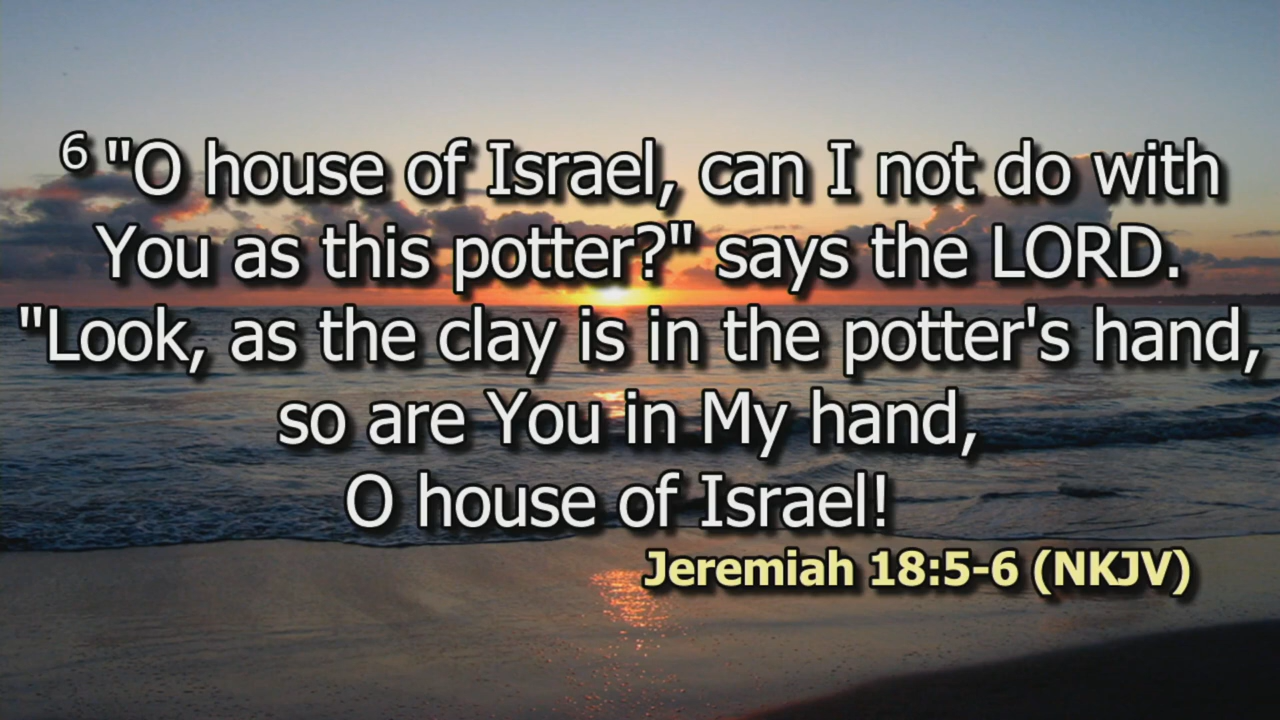 6 "O house of Israel, can I not do with
You as this potter?" says the LORD.
"Look, as the clay is in the potter's hand,
so are You in My hand,
O house of Israel!
Jeremiah 18:5-6 (NKJV)